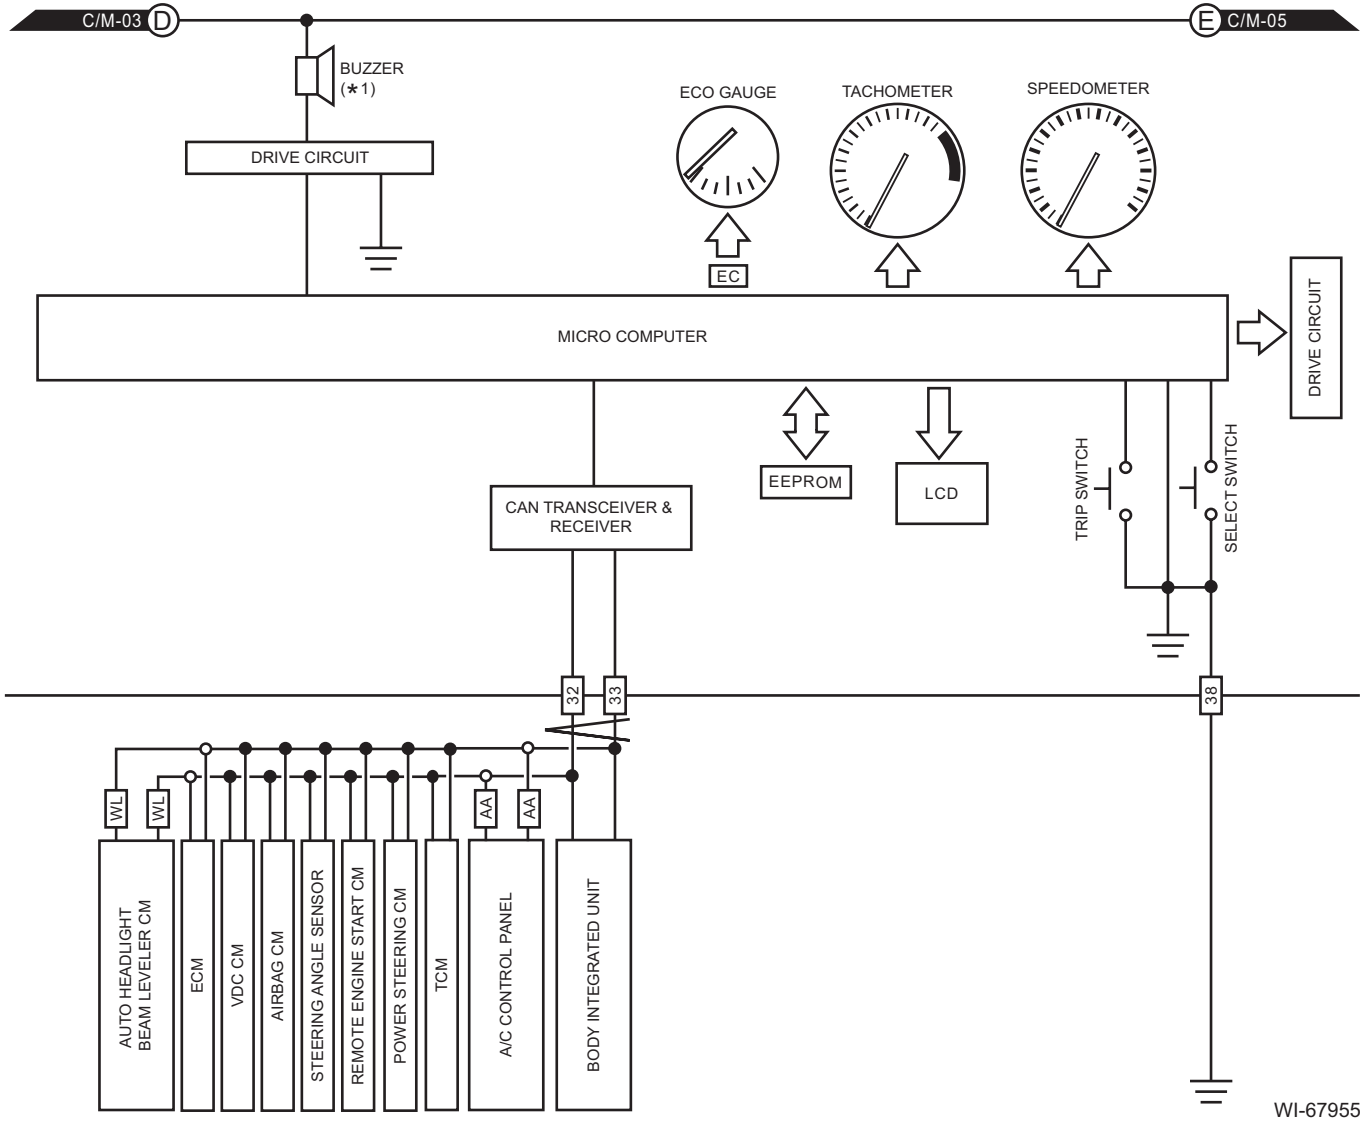 C/M-03 D
E C/M-05
BUZZER
(*1)
DRIVE CIRCUIT
ECO GAUGE
TACHOMETER
SPEEDOMETER
EC
MICRO COMPUTER
DRIVE CIRCUIT
CAN TRANSCEIVER &
RECEIVER
EEPROM
LCD
TRIP SWITCH
SELECT SWITCH
32
33
38
WL
WL
AA
AA
AUTO HEADLIGHT
BEAM LEVELER CM
ECM
VDC CM
AIRBAG CM
STEERING ANGLE SENSOR
REMOTE ENGINE START CM
POWER STEERING CM
TCM
A/C CONTROL PANEL
BODY INTEGRATED UNIT
WI-67955